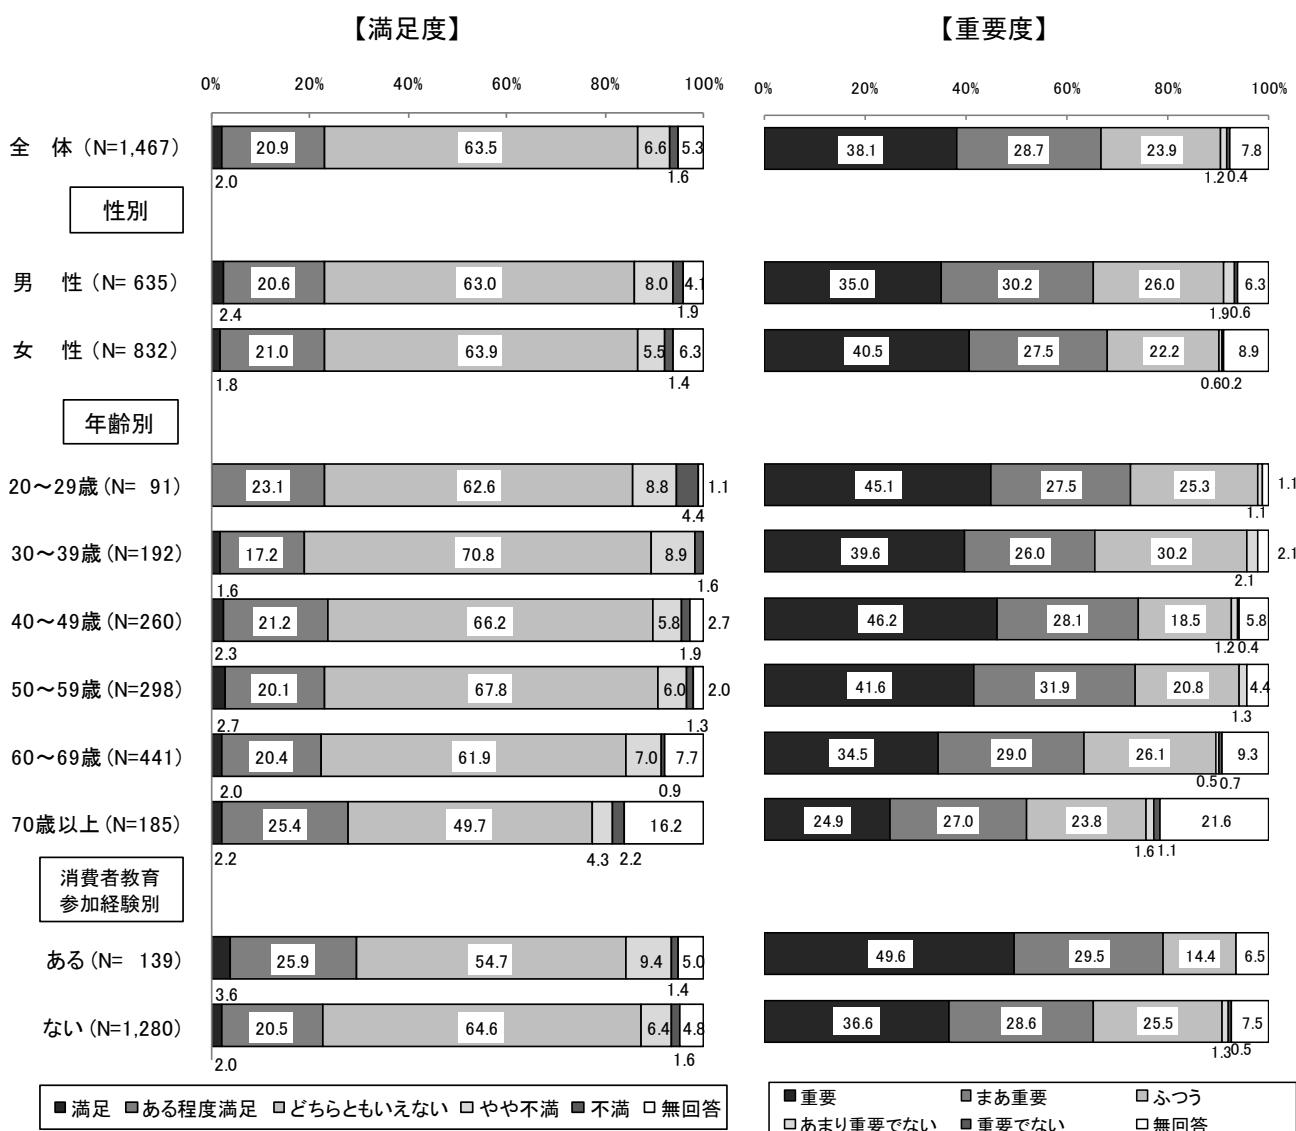 【満足度】 【重要度】
0% 20% 40% 60% 80% 100% 0% 20% 40% 60% 80% 100%
全 体 (N=1,467) 20.9 63.5 6.6 5.3 38.1 28.7 23.9 7.8
2.0 1.6 1.2 0.4
性別
男 性 (N= 635) 20.6 63.0 8.0 4.1 35.0 30.2 26.0 6.3
2.4 1.9 1.9 0.6
女 性 (N= 832) 21.0 63.9 5.5 6.3 40.5 27.5 22.2 8.9
1.8 1.4 0.6 0.2
年齢別
20～29歳(N= 91) 23.1 62.6 8.8 1.1 45.1 27.5 25.3 1.1
4.4 1.1
30～39歳(N=192) 17.2 70.8 8.9 39.6 26.0 30.2 2.1
1.6 1.6 2.1
40～49歳(N=260) 21.2 66.2 5.8 2.7 46.2 28.1 18.5 5.8
2.3 1.9 1.2 0.4
50～59歳(N=298) 20.1 67.8 6.0 2.0 41.6 31.9 20.8 4.4
2.7 1.3 1.3
60～69歳(N=441) 20.4 61.9 7.0 7.7 34.5 29.0 26.1 9.3
2.0 0.9 0.5 0.7
70歳以上(N=185) 25.4 49.7 16.2 24.9 27.0 23.8 21.6
2.2 4.3 2.2 1.6 1.1
消費者教育
参加経験別
ある(N= 139) 25.9 54.7 9.4 5.0 49.6 29.5 14.4 6.5
3.6 1.4
ない(N=1,280) 20.5 64.6 6.4 4.8 36.6 28.6 25.5 7.5
2.0 1.6 1.3 0.5
満足 ある程度満足 どちらともいえない やや不満 不満 無回答
重要 まあ重要 ふつう
あまり重要でない 重要でない 無回答